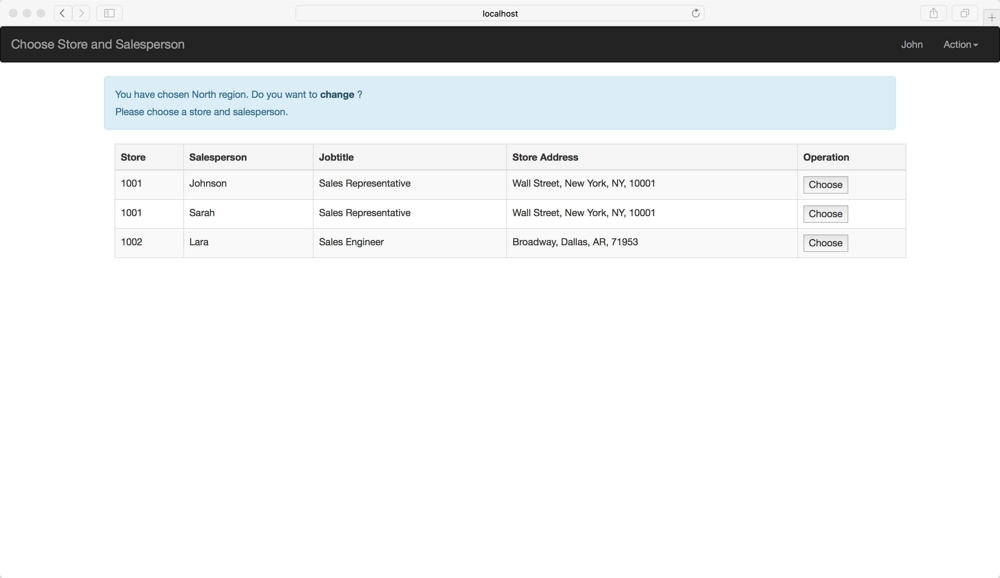 localhost
Choose Store and Salesperson John Action
You have chosen North region. Do you want to change ?
Please choose a store and salesperson.
Store Salesperson Jobtitle Store Address Operation
1001 Johnson Sales Representative Wall Street, New York, NY, 10001 Choose
1001 Sarah Sales Representative Wall Street, New York, NY, 10001 Choose
1002 Lara Sales Engineer Broadway, Dallas, AR, 71953 Choose